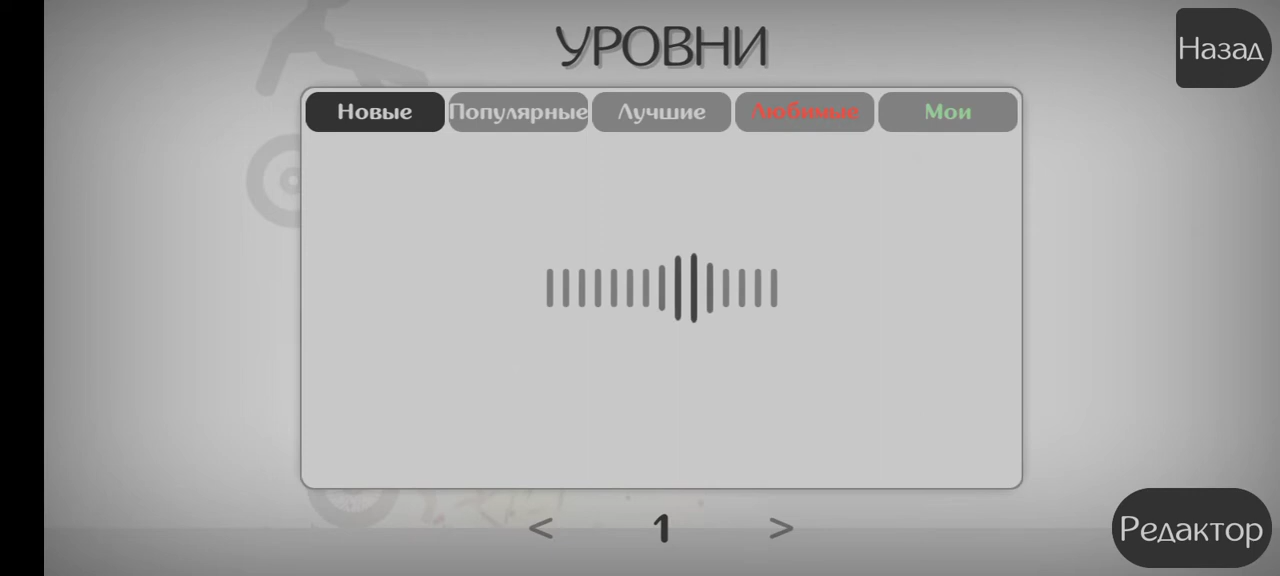 УРОВНИ
Назад
Новые Популярные Лучшие Любимые Мои
< 1 >
Редактор